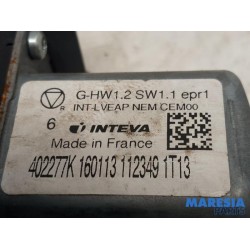 G-HW1.2 SW1.1 epr1
INT-LVEAP NEM CEM00
6 INTEVA
Made in France
402277K 160113 112349 1T13
MARESIA